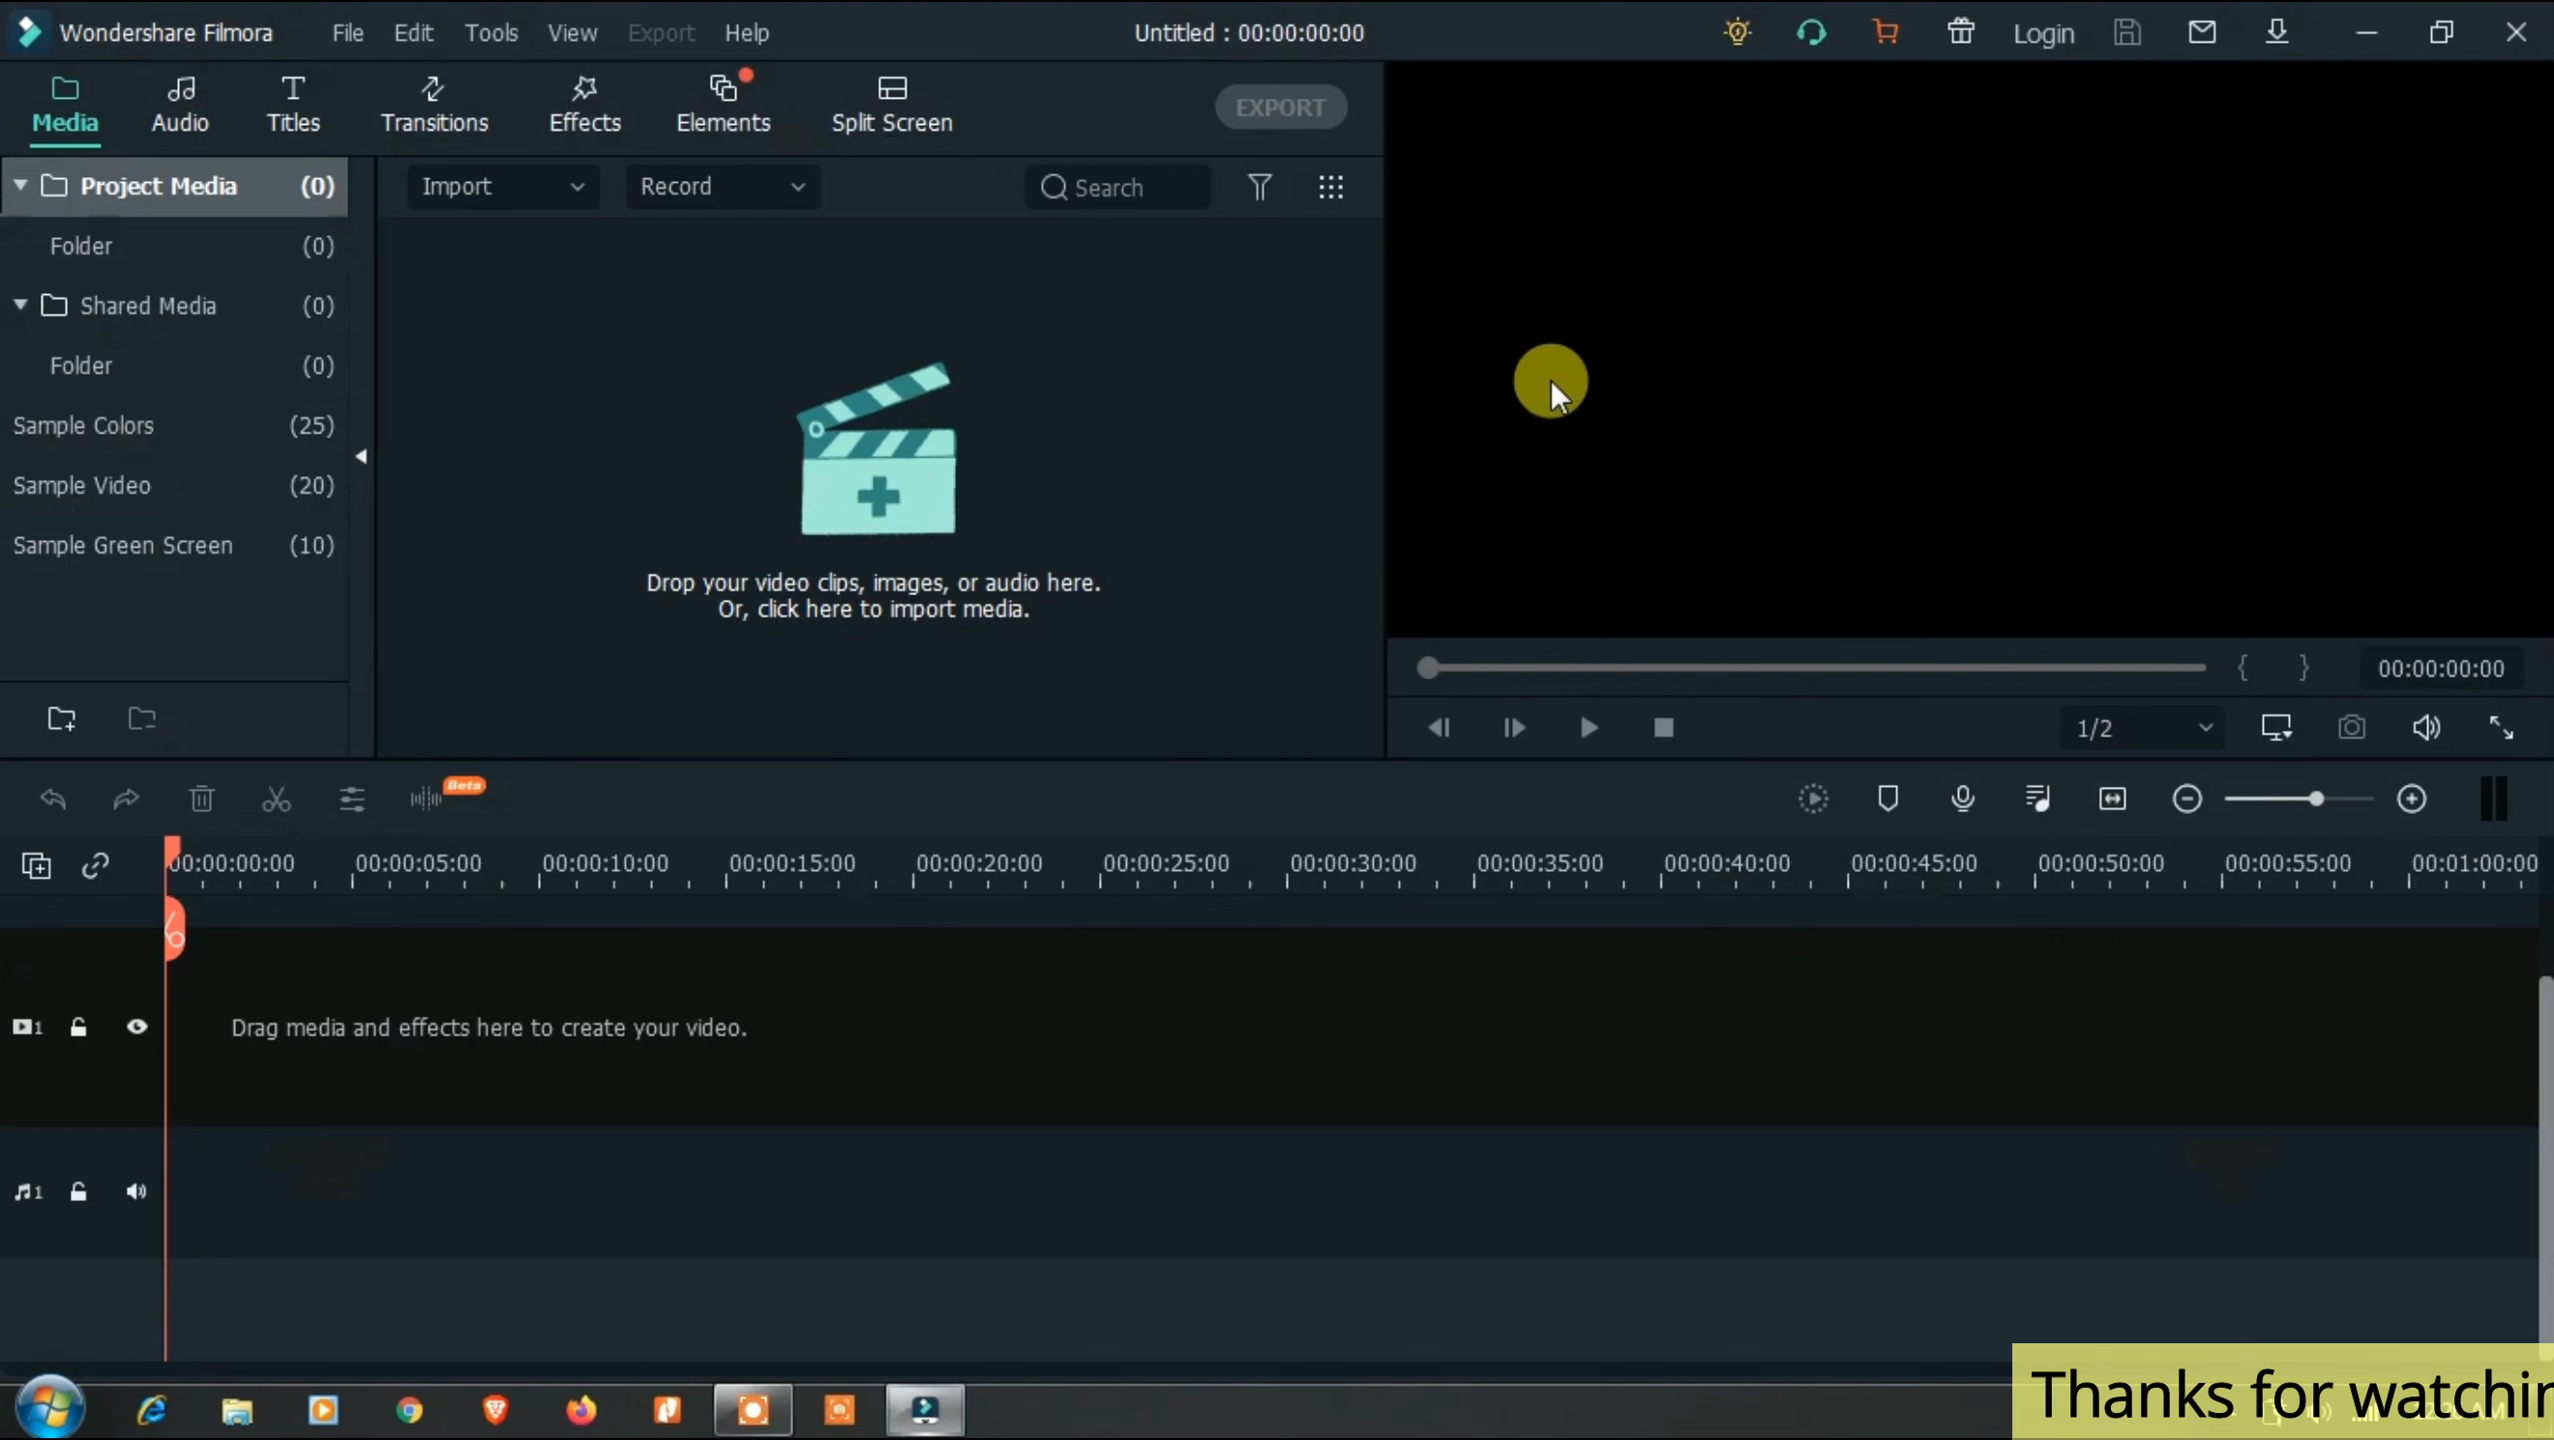 Wondershare Filmora File Edit Tools View Export Help Untitled : 00:00:00:00 Login
Media Audio Titles Transitions Effects Elements Split Screen EXPORT
Project Media (0) Import Record Search
Folder (0)
Shared Media (0)
Folder (0)
Sample Colors (25)
Sample Video (20)
Sample Green Screen (10)
Drop your video clips, images, or audio here.
Or, click here to import media.
00:00:00:00
1/2
Beta
00:00:00:00 00:00:05:00 00:00:10:00 00:00:15:00 00:00:20:00 00:00:25:00 00:00:30:00 00:00:35:00 00:00:40:00 00:00:45:00 00:00:50:00 00:00:55:00 00:01:00:00
1 Drag media and effects here to create your video.
1
Thanks for watchin